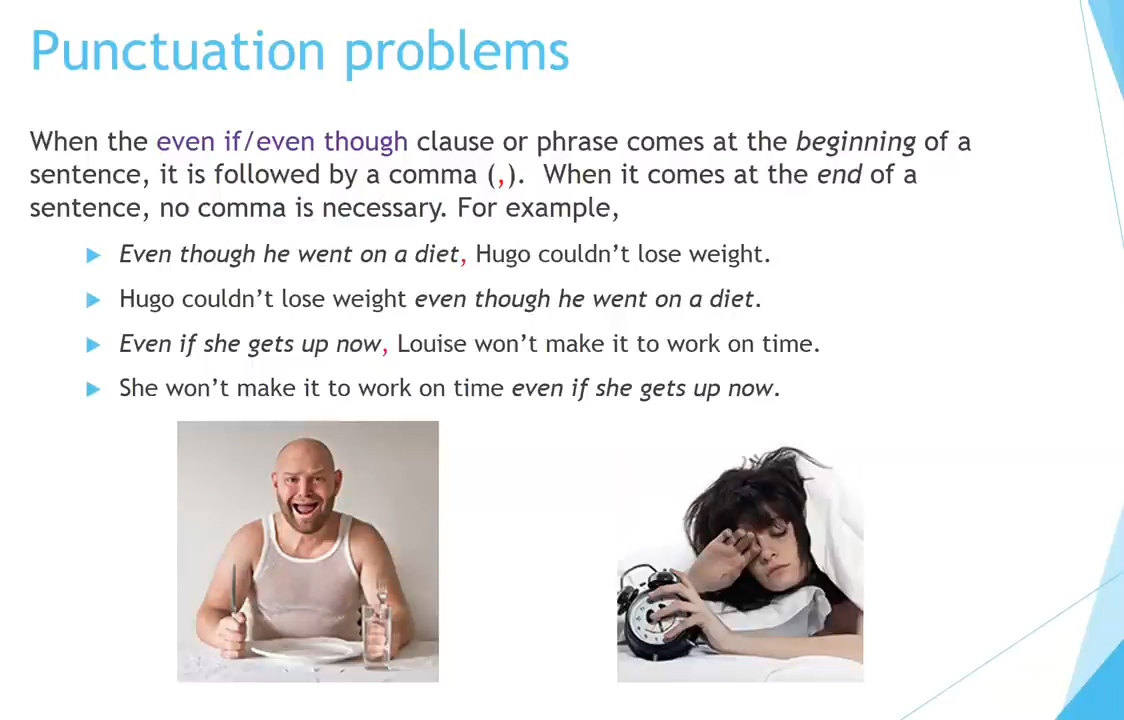 Punctuation problems
When the even if/even though clause or phrase comes at the beginning of a
sentence, it is followed by a comma (,).  When it comes at the end of a
sentence, no comma is necessary. For example,
Even though he went on a diet, Hugo couldn’t lose weight.
Hugo couldn’t lose weight even though he went on a diet.
Even if she gets up now, Louise won’t make it to work on time.
She won’t make it to work on time even if she gets up now.